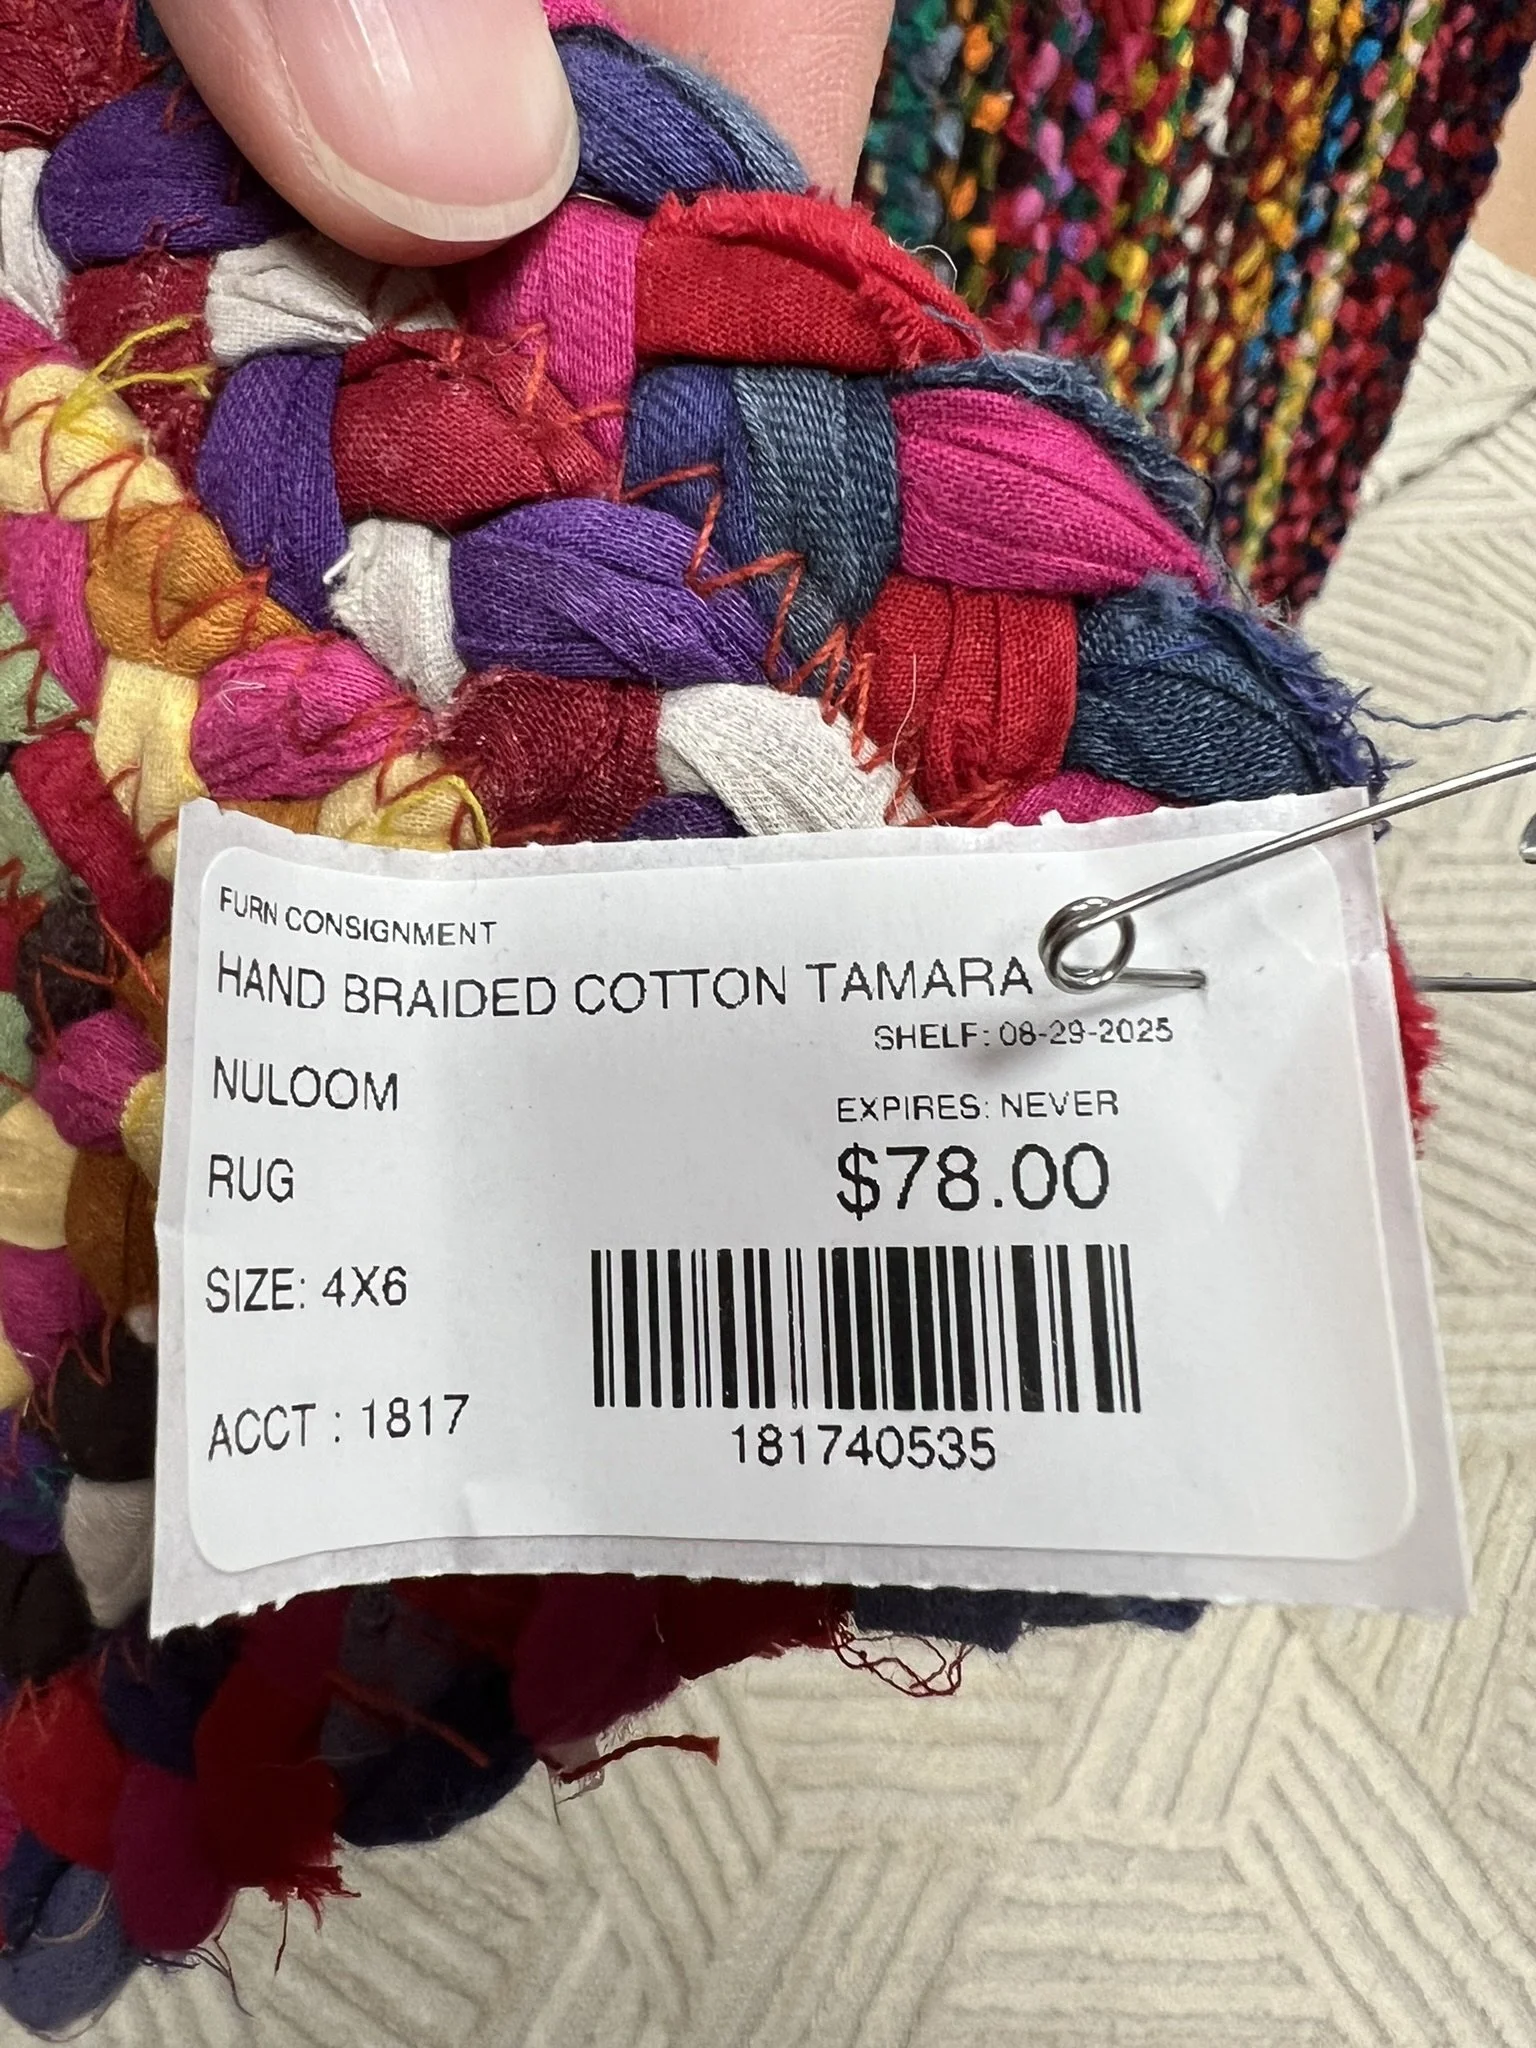 FURN CONSIGNMENT
HAND BRAIDED COTTON TAMARA
SHELF: 08-29-2025
NULOOM
EXPIRES: NEVER
RUG
$78.00
SIZE: 4X6
ACCT : 1817
181740535